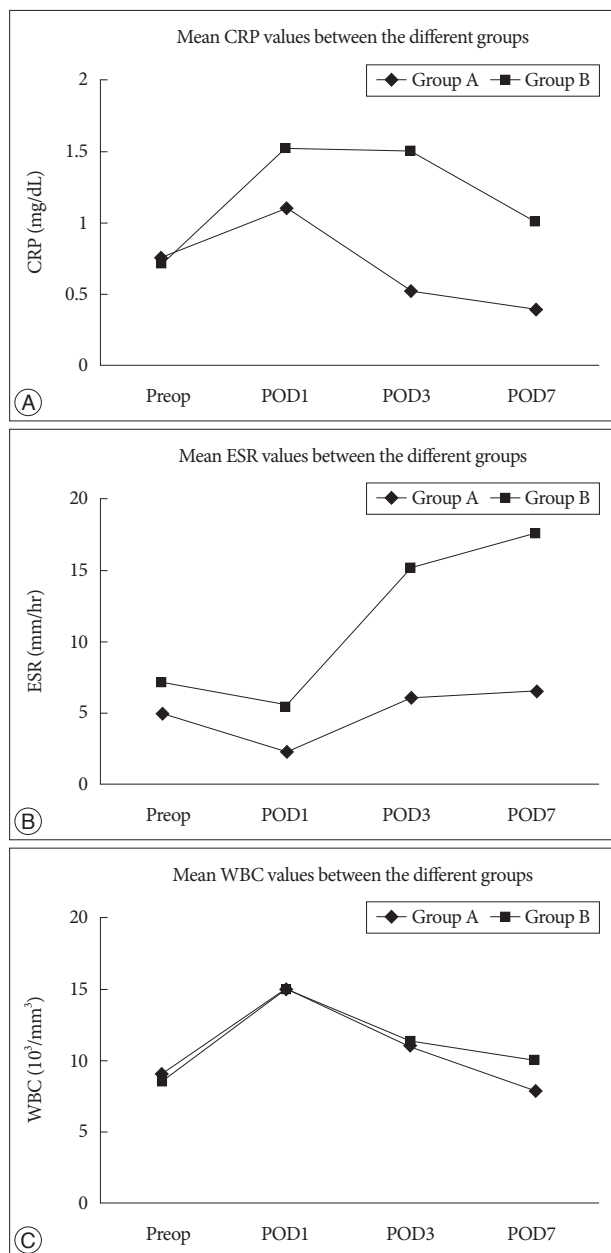 Mean CRP values between the different groups
Group A Group B
2
1.5
1
0.5
0
CRP (mg/dL)
Preop POD1 POD3 POD7
A
Mean ESR values between the different groups
Group A Group B
20
15
10
5
0
ESR (mm/hr)
Preop POD1 POD3 POD7
B
Mean WBC values between the different groups
Group A Group B
20
15
10
5
0
WBC (10³/mm³)
Preop POD1 POD3 POD7
C